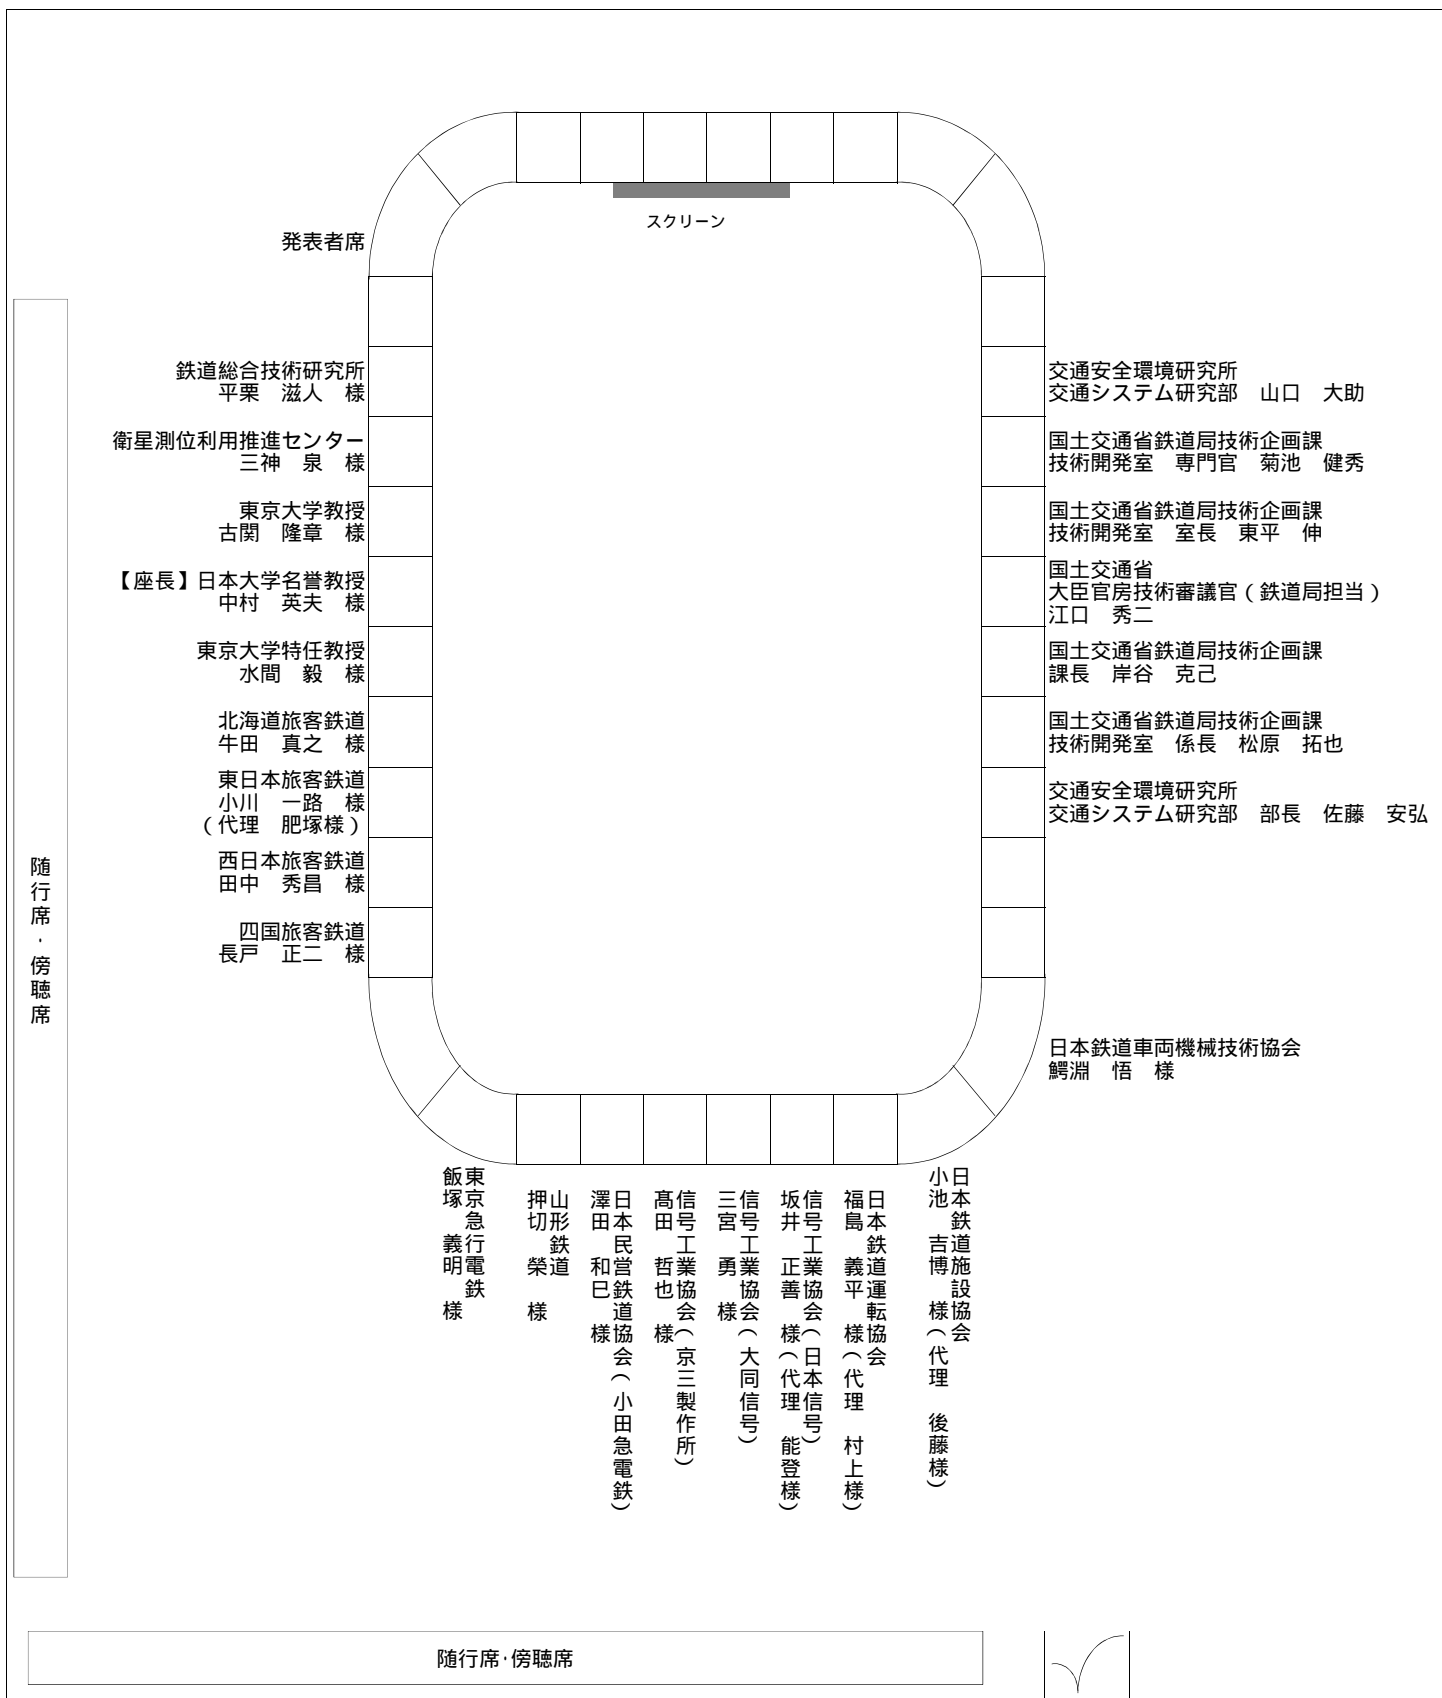 スクリーン
発表者席
鉄道総合技術研究所
平栗　滋人　様
衛星測位利用推進センター
三神　泉　様
東京大学教授
古関　隆章　様
【座長】日本大学名誉教授
中村　英夫　様
東京大学特任教授
水間　毅　様
北海道旅客鉄道
牛田　真之　様
東日本旅客鉄道
小川　一路　様
（代理　肥塚様）
西日本旅客鉄道
田中　秀昌　様
四国旅客鉄道
長戸　正二　様
交通安全環境研究所
交通システム研究部　山口　大助
国土交通省鉄道局技術企画課
技術開発室　専門官　菊池　健秀
国土交通省鉄道局技術企画課
技術開発室　室長　東平　伸
国土交通省
大臣官房技術審議官（鉄道局担当）
江口　秀二
国土交通省鉄道局技術企画課
課長　岸谷　克己
国土交通省鉄道局技術企画課
技術開発室　係長　松原　拓也
交通安全環境研究所
交通システム研究部　部長　佐藤　安弘
日本鉄道車両機械技術協会
鰐淵　悟　様
東京急行電鉄
飯塚　義明　様
山形鉄道
押切　榮　様
日本民営鉄道協会（小田急電鉄）
澤田　和巳　様
信号工業協会（京三製作所）
髙田　哲也　様
信号工業協会（大同信号）
三宮　勇　様
信号工業協会（日本信号）
坂井　正善　様（代理　能登様）
日本鉄道運転協会
福島　義平　様（代理　村上様）
日本鉄道施設協会
小池　吉博　様（代理　後藤様）
随行席・傍聴席
随行席・傍聴席